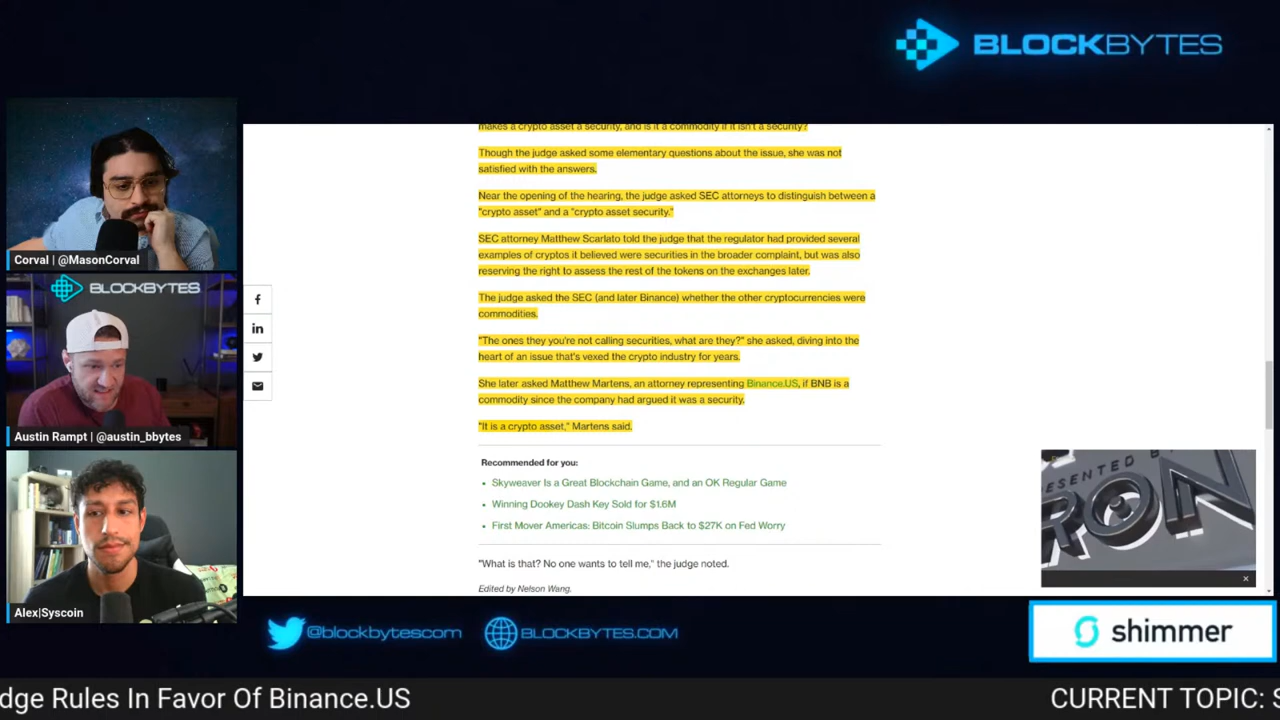 BLOCKBYTES
makes a crypto asset a security, and is it a commodity if it isn't a security?
Though the judge asked some elementary questions about the issue, she was not
satisfied with the answers.
Near the opening of the hearing, the judge asked SEC attorneys to distinguish between a
"crypto asset" and a "crypto asset security."
SEC attorney Matthew Scarlato told the judge that the regulator had provided several
examples of cryptos it believed were securities in the broader complaint, but was also
reserving the right to assess the rest of the tokens on the exchanges later.
The judge asked the SEC (and later Binance) whether the other cryptocurrencies were
commodities.
"The ones they you're not calling securities, what are they?" she asked, diving into the
heart of an issue that's vexed the crypto industry for years.
She later asked Matthew Martens, an attorney representing Binance.US, if BNB is a
commodity since the company had argued it was a security.
"It is a crypto asset," Martens said.
Recommended for you:
• Skyweaver Is a Great Blockchain Game, and an OK Regular Game
• Winning Dookey Dash Key Sold for $1.6M
• First Mover Americas: Bitcoin Slumps Back to $27K on Fed Worry
"What is that? No one wants to tell me," the judge noted.
Edited by Nelson Wang.
Corval | @MasonCorval
BLOCKBYTES
Austin Rampt | @austin_bbytes
Alex|Syscoin
ESENTED B
RON
@blockbytescom
BLOCKBYTES.COM
shimmer
dge Rules In Favor Of Binance.US
CURRENT TOPIC: S